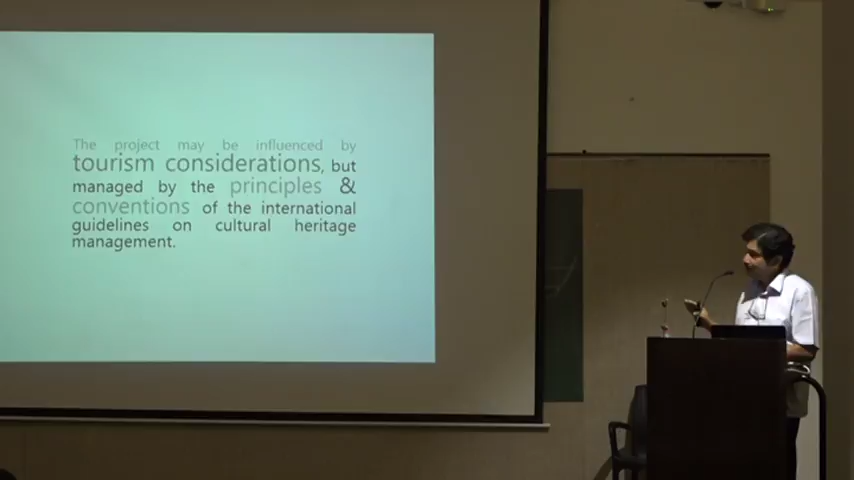 The project may be influenced by
tourism considerations, but
managed by the principles &
conventions of the international
guidelines on cultural heritage
management.